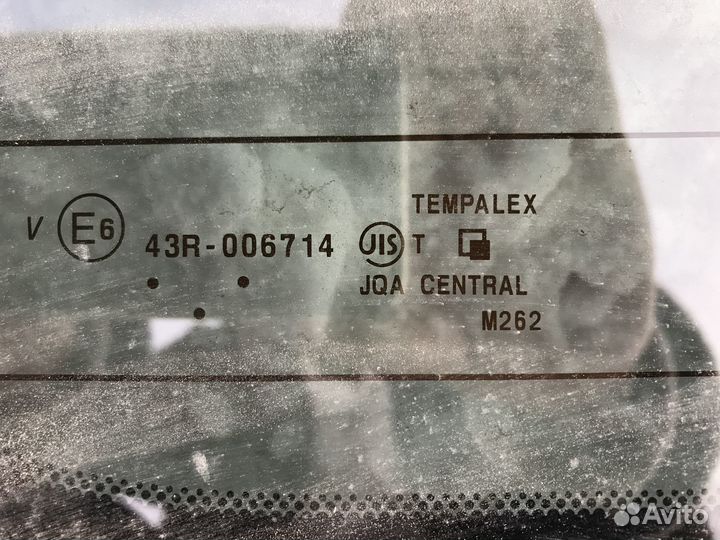 TEMPALEX
V E6 43R-006714 JIS T
JQA CENTRAL
M262
Avito